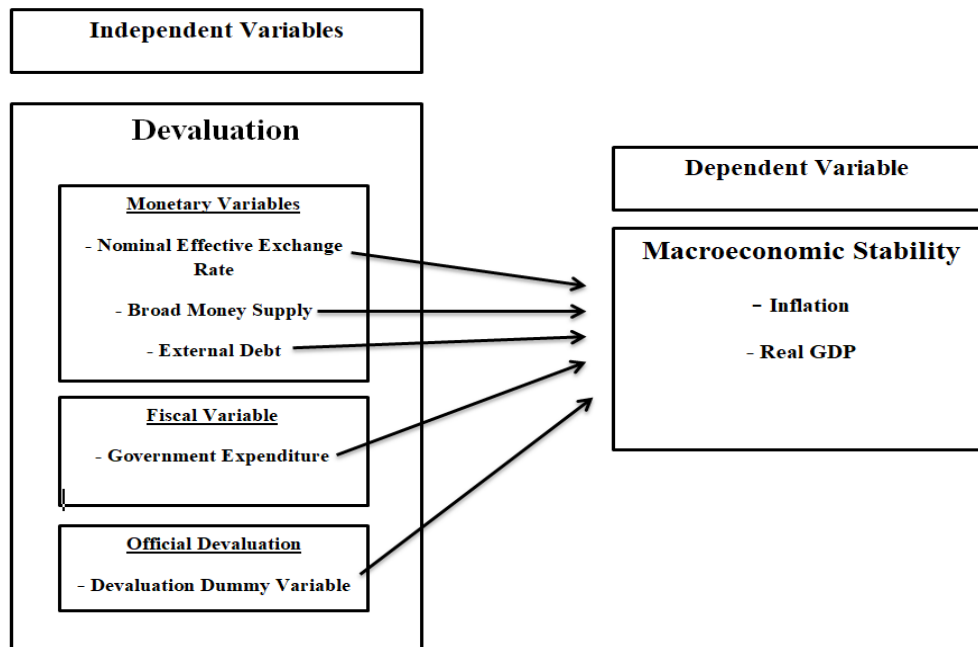 Independent Variables
Devaluation
Monetary Variables
- Nominal Effective Exchange
Rate
- Broad Money Supply
- External Debt
Fiscal Variable
- Government Expenditure
Official Devaluation
- Devaluation Dummy Variable
Dependent Variable
Macroeconomic Stability
- Inflation
- Real GDP